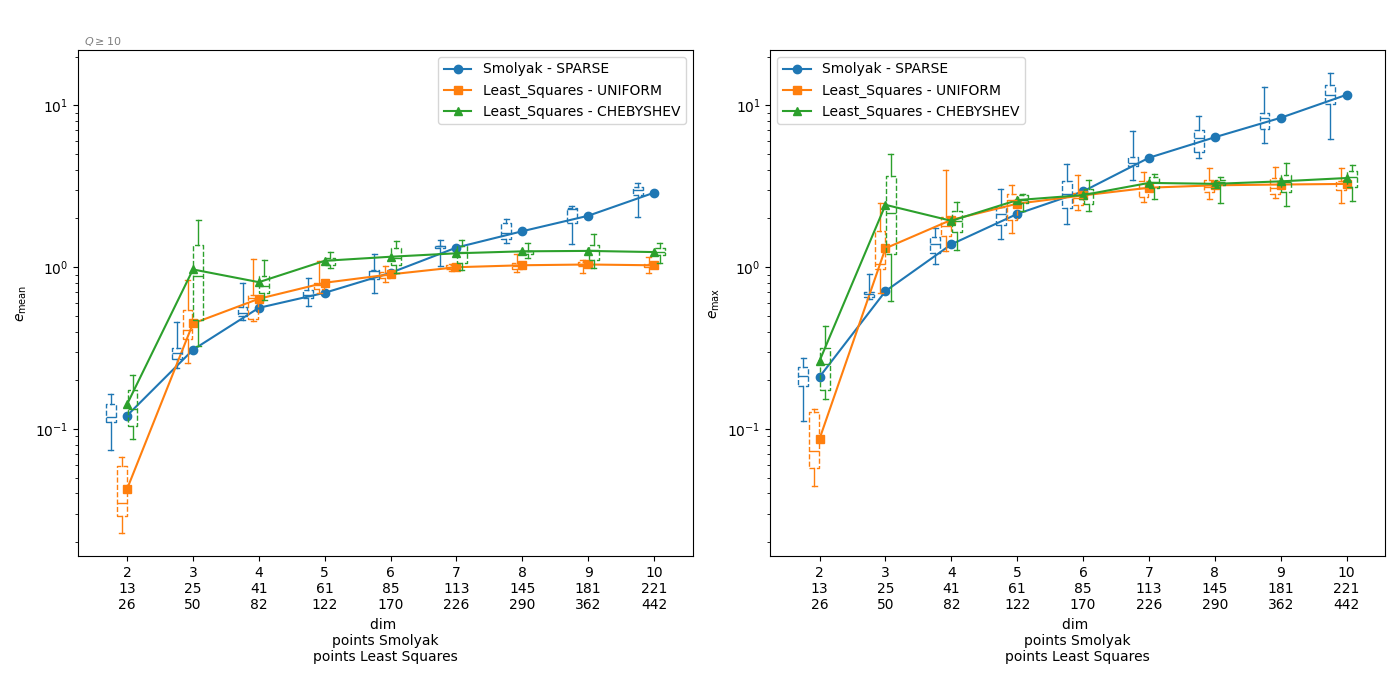 Q ≥ 10
Smolyak - SPARSE
Least_Squares - UNIFORM
Least_Squares - CHEBYSHEV
10¹
10⁰
10⁻¹
e_mean
2 3 4 5 6 7 8 9 10
13 25 41 61 85 113 145 181 221
26 50 82 122 170 226 290 362 442
dim
points Smolyak
points Least Squares
Smolyak - SPARSE
Least_Squares - UNIFORM
Least_Squares - CHEBYSHEV
10¹
10⁰
10⁻¹
e_max
2 3 4 5 6 7 8 9 10
13 25 41 61 85 113 145 181 221
26 50 82 122 170 226 290 362 442
dim
points Smolyak
points Least Squares